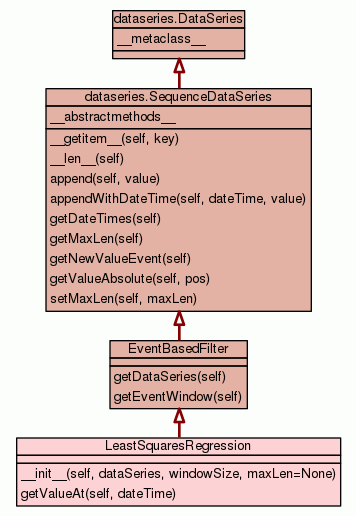 dataseries.DataSeries
__metaclass__
dataseries.SequenceDataSeries
__abstractmethods__
__getitem__(self, key)
__len__(self)
append(self, value)
appendWithDateTime(self, dateTime, value)
getDateTimes(self)
getMaxLen(self)
getNewValueEvent(self)
getValueAbsolute(self, pos)
setMaxLen(self, maxLen)
EventBasedFilter
getDataSeries(self)
getEventWindow(self)
LeastSquaresRegression
__init__(self, dataSeries, windowSize, maxLen=None)
getValueAt(self, dateTime)